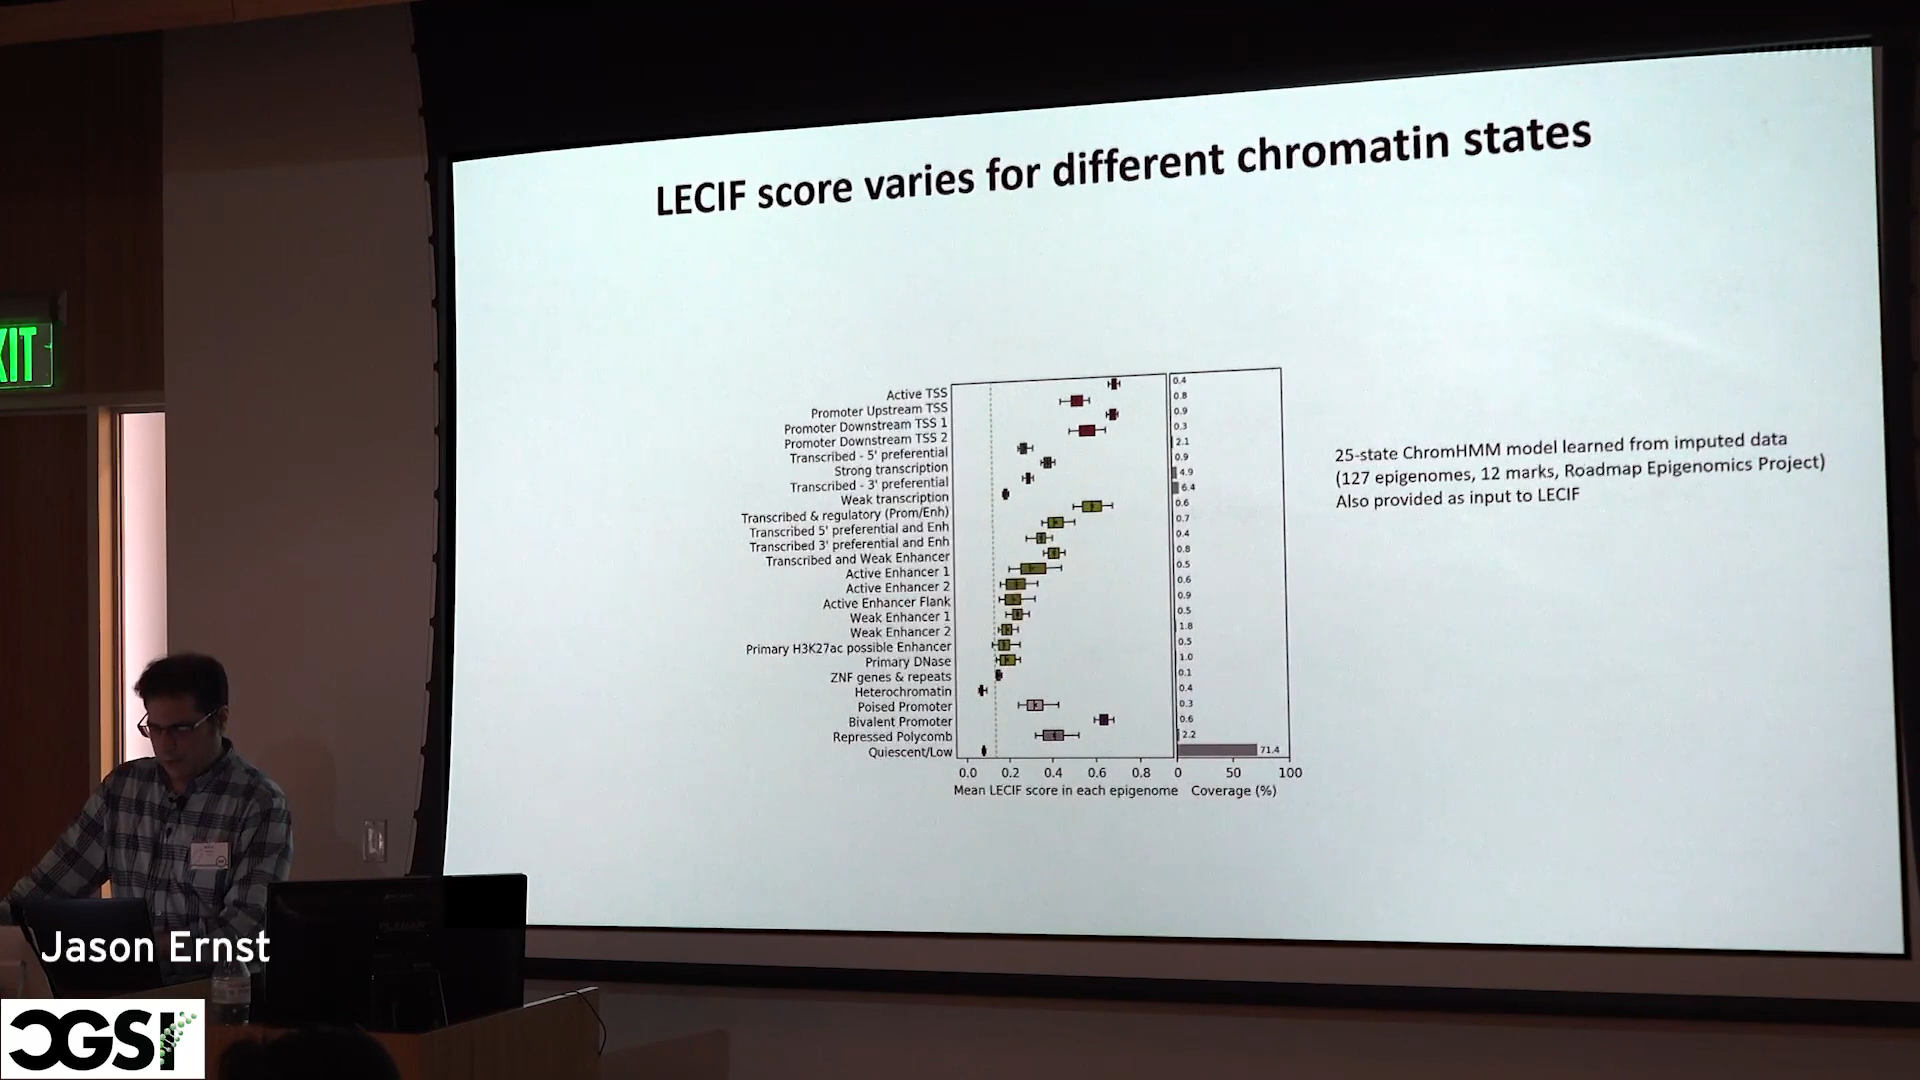 LECIF score varies for different chromatin states
Active TSS
Promoter Upstream TSS
Promoter Downstream TSS 1
Promoter Downstream TSS 2
Transcribed - 5' preferential
Strong transcription
Transcribed - 3' preferential
Weak transcription
Transcribed & regulatory (Prom/Enh)
Transcribed 5' preferential and Enh
Transcribed 3' preferential and Enh
Transcribed and Weak Enhancer
Active Enhancer 1
Active Enhancer 2
Active Enhancer Flank
Weak Enhancer 1
Weak Enhancer 2
Primary H3K27ac possible Enhancer
Primary DNase
ZNF genes & repeats
Heterochromatin
Poised Promoter
Bivalent Promoter
Repressed Polycomb
Quiescent/Low
0.4
0.8
0.9
0.3
2.1
0.9
4.9
6.4
0.6
0.7
0.4
0.8
0.5
0.6
0.9
0.5
1.8
0.5
1.0
0.1
0.4
0.3
0.6
2.2
71.4
0.0 0.2 0.4 0.6 0.8
0 50 100
Mean LECIF score in each epigenome
Coverage (%)
25-state ChromHMM model learned from imputed data
(127 epigenomes, 12 marks, Roadmap Epigenomics Project)
Also provided as input to LECIF
XIT
Jason Ernst
CGSI